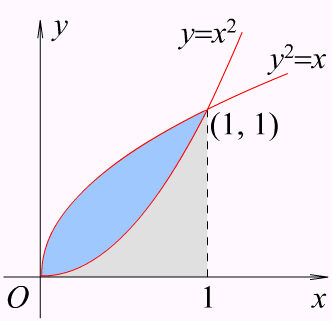 y
y=x²
y²=x
(1, 1)
O
1
x